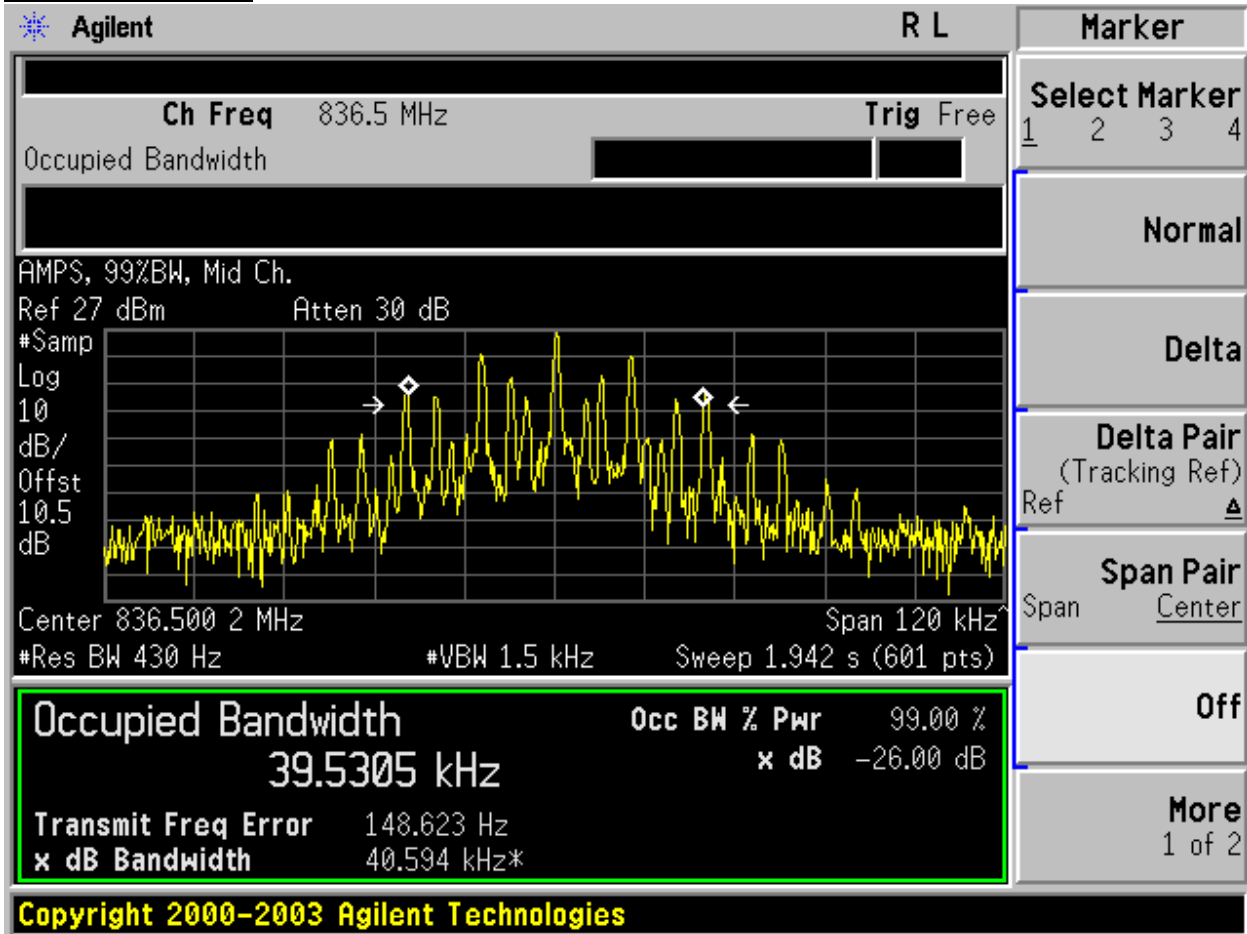 Agilent R L
Ch Freq 836.5 MHz Trig Free
Occupied Bandwidth
AMPS, 99%BW, Mid Ch.
Ref 27 dBm Atten 30 dB
#Samp
Log
10
dB/
Offst
10.5
dB
Center 836.500 2 MHz Span 120 kHz^
#Res BW 430 Hz #VBW 1.5 kHz Sweep 1.942 s (601 pts)
Occupied Bandwidth Occ BW % Pwr 99.00 %
39.5305 kHz x dB -26.00 dB
Transmit Freq Error 148.623 Hz
x dB Bandwidth 40.594 kHz*
Copyright 2000-2003 Agilent Technologies
Marker
Select Marker
1 2 3 4
Normal
Delta
Delta Pair
(Tracking Ref)
Ref Δ
Span Pair
Span Center
Off
More
1 of 2